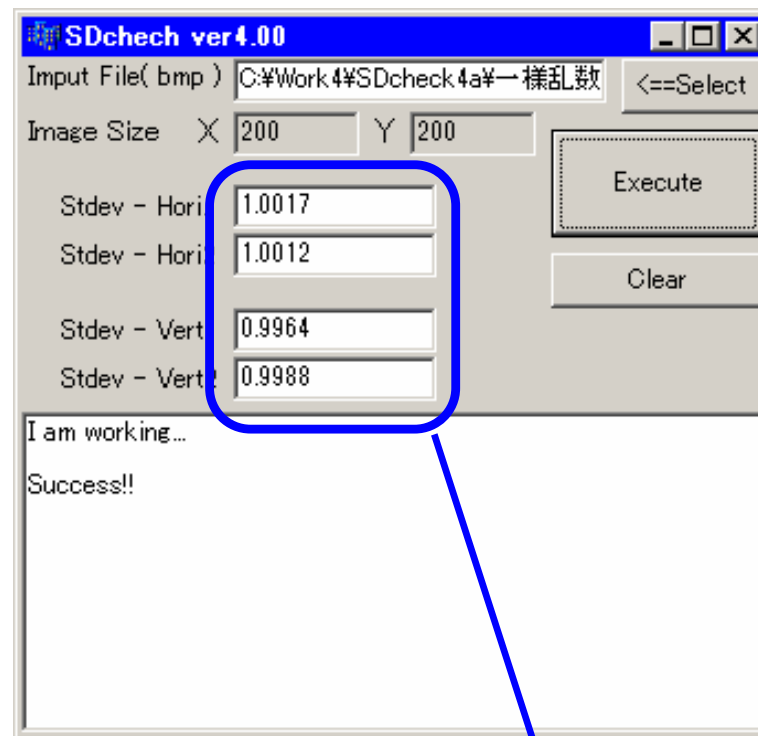 SDchech ver4.00
Imput File( bmp ) C:¥Work4¥SDcheck4a¥一様乱数 <==Select
Image Size X 200 Y 200
Execute
Stdev - Hori 1.0017
Stdev - Hori 1.0012
Clear
Stdev - Vert 0.9964
Stdev - Vert 0.9988
I am working...
Success!!